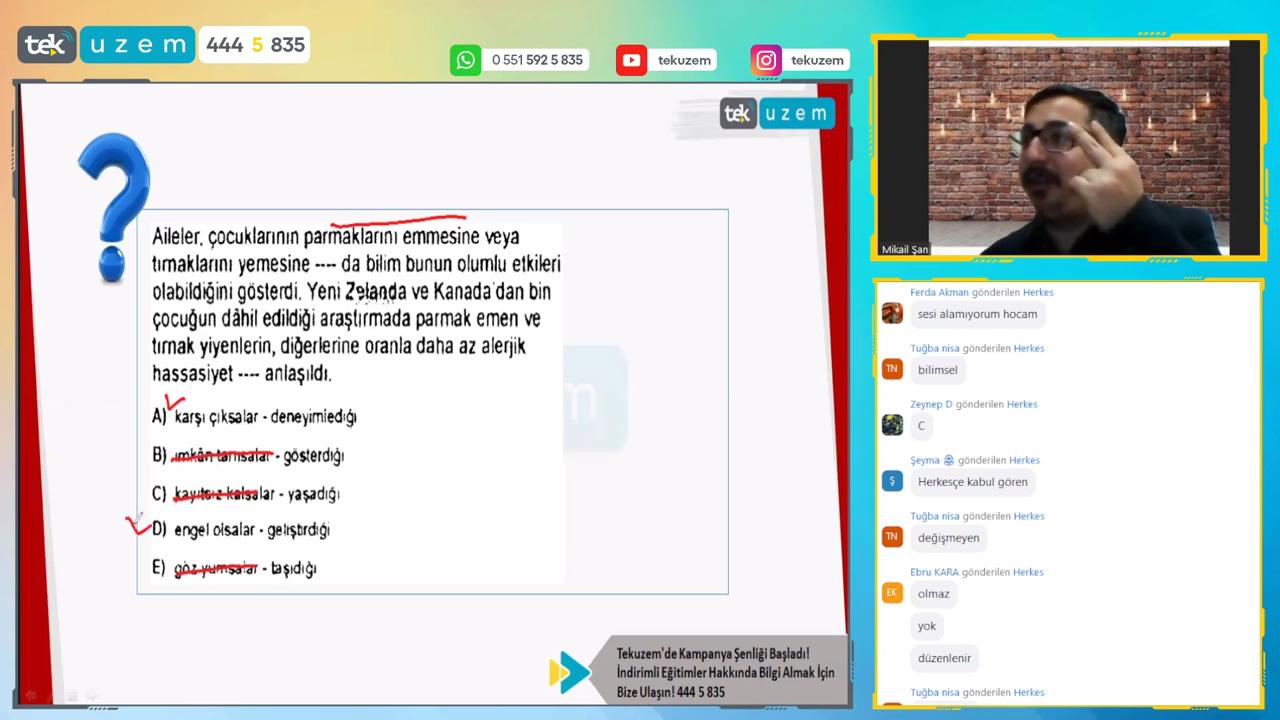 tek uzem 444 5 835
0 551 592 5 835
tekuzem
tekuzem
tek uzem
Aileler, çocuklarının parmaklarını emmesine veya
tırnaklarını yemesine ---- da bilim bunun olumlu etkileri
olabildiğini gösterdi. Yeni Zelanda ve Kanada'dan bin
çocuğun dâhil edildiği araştırmada parmak emen ve
tırnak yiyenlerin, diğerlerine oranla daha az alerjik
hassasiyet ---- anlaşıldı.
A) karşı çıksalar - deneyimlediği
B) imkân tanısalar - gösterdiği
C) kayıtsız kalsalar - yaşadığı
D) engel olsalar - geliştirdiği
E) göz yumsalar - taşıdığı
Tekuzem'de Kampanya Şenliği Başladı!
İndirimli Eğitimler Hakkında Bilgi Almak İçin
Bize Ulaşın! 444 5 835
Mikail Şan
Ferda Akman gönderilen Herkes
sesi alamıyorum hocam
Tuğba nisa gönderilen Herkes
TN
bilimsel
Zeynep D gönderilen Herkes
C
Şeyma gönderilen Herkes
Ş
Herkesçe kabul gören
Tuğba nisa gönderilen Herkes
TN
değişmeyen
Ebru KARA gönderilen Herkes
EK
olmaz
yok
düzenlenir
Tuğba nisa gönderilen Herkes